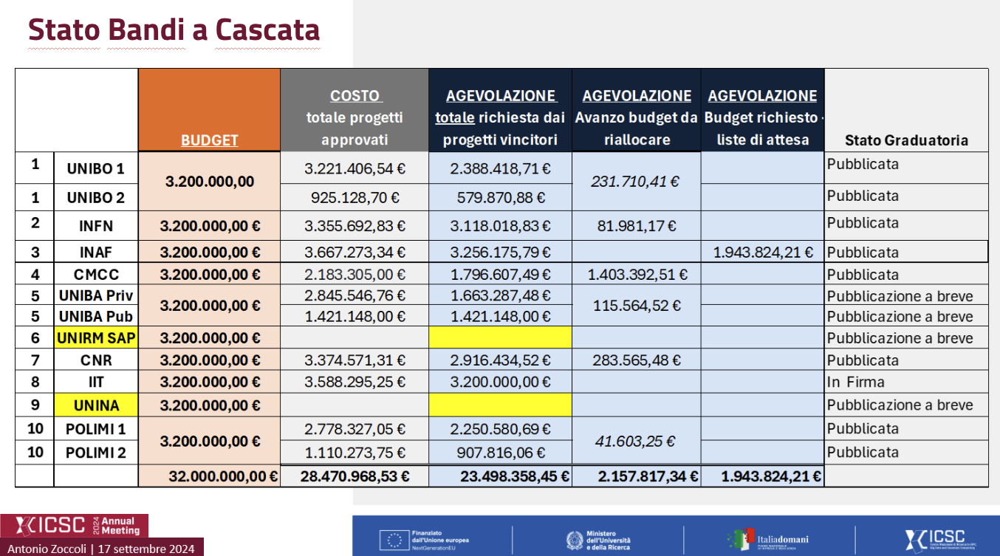 Stato Bandi a Cascata
BUDGET
COSTO
totale progetti
approvati
AGEVOLAZIONE
totale richiesta dai
progetti vincitori
AGEVOLAZIONE
Avanzo budget da
riallocare
AGEVOLAZIONE
Budget richiesto -
liste di attesa
Stato Graduatoria
1 UNIBO 1 3.200.000,00 3.221.406,54 € 2.388.418,71 € 231.710,41 € Pubblicata
1 UNIBO 2 925.128,70 € 579.870,88 € Pubblicata
2 INFN 3.200.000,00 € 3.355.692,83 € 3.118.018,83 € 81.981,17 € Pubblicata
3 INAF 3.200.000,00 € 3.667.273,34 € 3.256.175,79 € 1.943.824,21 € Pubblicata
4 CMCC 3.200.000,00 € 2.183.305,00 € 1.796.607,49 € 1.403.392,51 € Pubblicata
5 UNIBA Priv 3.200.000,00 € 2.845.546,76 € 1.663.287,48 € 115.564,52 € Pubblicazione a breve
5 UNIBA Pub 1.421.148,00 € 1.421.148,00 € Pubblicazione a breve
6 UNIRM SAP 3.200.000,00 € Pubblicazione a breve
7 CNR 3.200.000,00 € 3.374.571,31 € 2.916.434,52 € 283.565,48 € Pubblicata
8 IIT 3.200.000,00 € 3.588.295,25 € 3.200.000,00 € In Firma
9 UNINA 3.200.000,00 € Pubblicazione a breve
10 POLIMI 1 3.200.000,00 € 2.778.327,05 € 2.250.580,69 € 41.603,25 € Pubblicata
10 POLIMI 2 1.110.273,75 € 907.816,06 € Pubblicata
32.000.000,00 € 28.470.968,53 € 23.498.358,45 € 2.157.817,34 € 1.943.824,21 €
ICSC 2024 Annual
Meeting
Antonio Zoccoli | 17 settembre 2024
Finanziato
dall'Unione europea
NextGenerationEU
Ministero
dell'Università
e della Ricerca
Italiadomani
ICSC